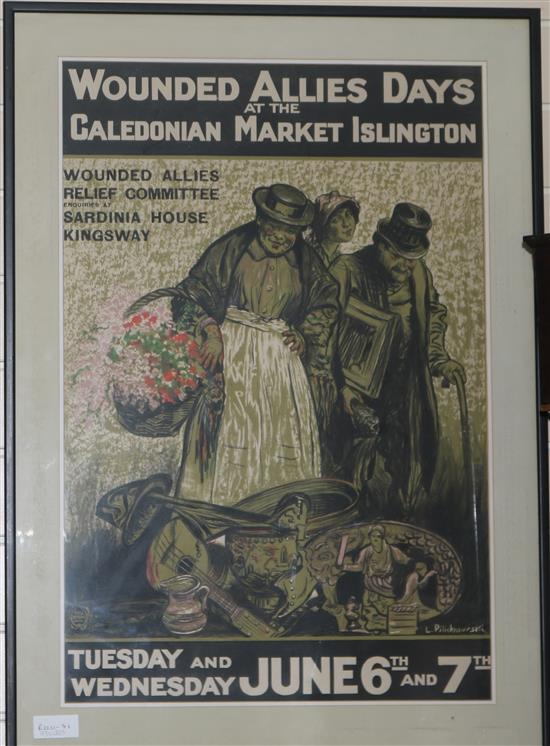 WOUNDED ALLIES DAYS
AT THE
CALEDONIAN MARKET ISLINGTON
WOUNDED ALLIES
RELIEF COMMITTEE
ENQUIRIES AT
SARDINIA HOUSE
KINGSWAY
L. Pilichowski
TUESDAY AND
WEDNESDAY JUNE 6TH AND 7TH